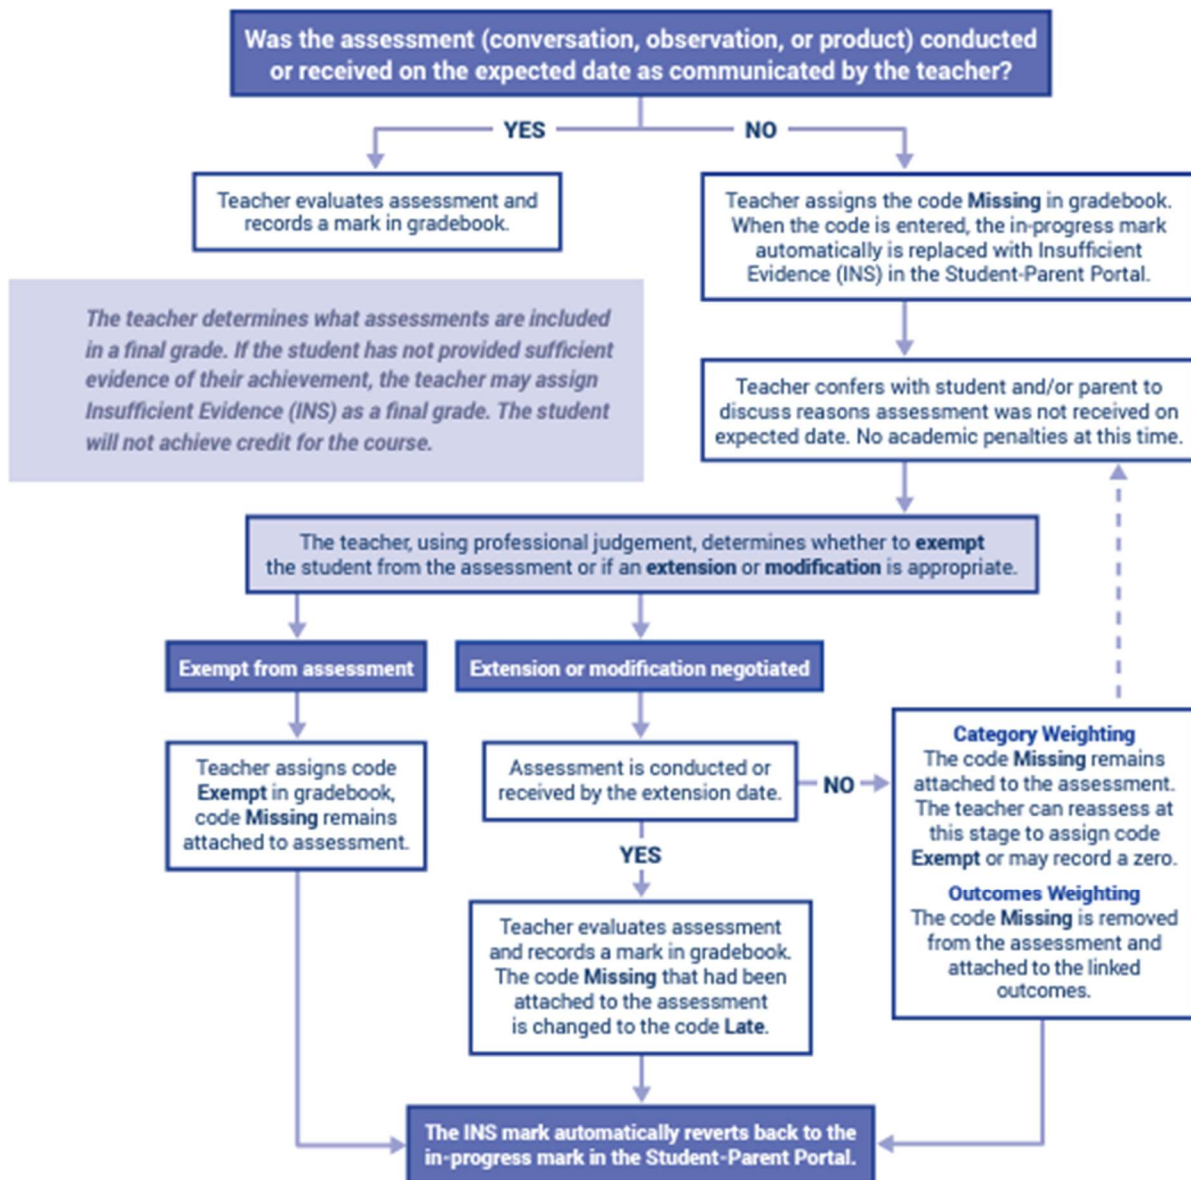 Was the assessment (conversation, observation, or product) conducted
or received on the expected date as communicated by the teacher?
YES
NO
Teacher evaluates assessment and
records a mark in gradebook.
Teacher assigns the code Missing in gradebook.
When the code is entered, the in-progress mark
automatically is replaced with Insufficient
Evidence (INS) in the Student-Parent Portal.
The teacher determines what assessments are included
in a final grade. If the student has not provided sufficient
evidence of their achievement, the teacher may assign
Insufficient Evidence (INS) as a final grade. The student
will not achieve credit for the course.
Teacher confers with student and/or parent to
discuss reasons assessment was not received on
expected date. No academic penalties at this time.
The teacher, using professional judgement, determines whether to exempt
the student from the assessment or if an extension or modification is appropriate.
Exempt from assessment
Extension or modification negotiated
Teacher assigns code
Exempt in gradebook,
code Missing remains
attached to assessment.
Assessment is conducted or
received by the extension date.
NO
YES
Category Weighting
The code Missing remains
attached to the assessment.
The teacher can reassess at
this stage to assign code
Exempt or may record a zero.
Outcomes Weighting
The code Missing is removed
from the assessment and
attached to the linked
outcomes.
Teacher evaluates assessment
and records a mark in gradebook.
The code Missing that had been
attached to the assessment
is changed to the code Late.
The INS mark automatically reverts back to the
in-progress mark in the Student-Parent Portal.